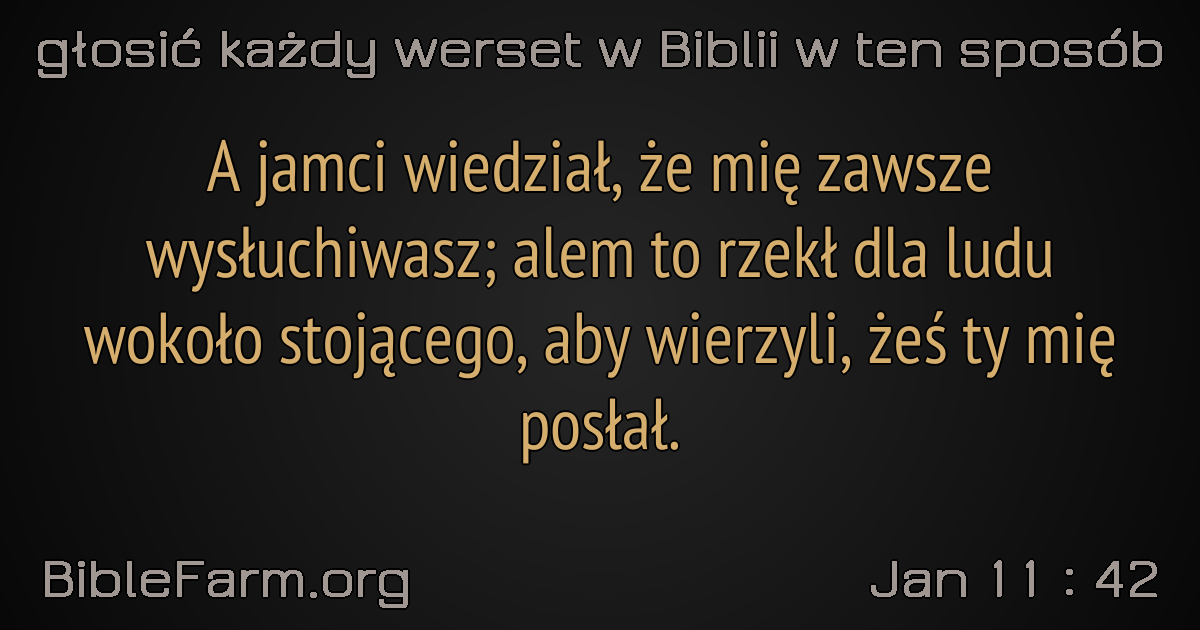 głosić każdy werset w Biblii w ten sposób
A jamci wiedział, że mię zawsze
wysłuchiwasz; alem to rzekł dla ludu
wokoło stojącego, aby wierzyli, żeś ty mię
posłał.
BibleFarm.org
Jan 11 : 42